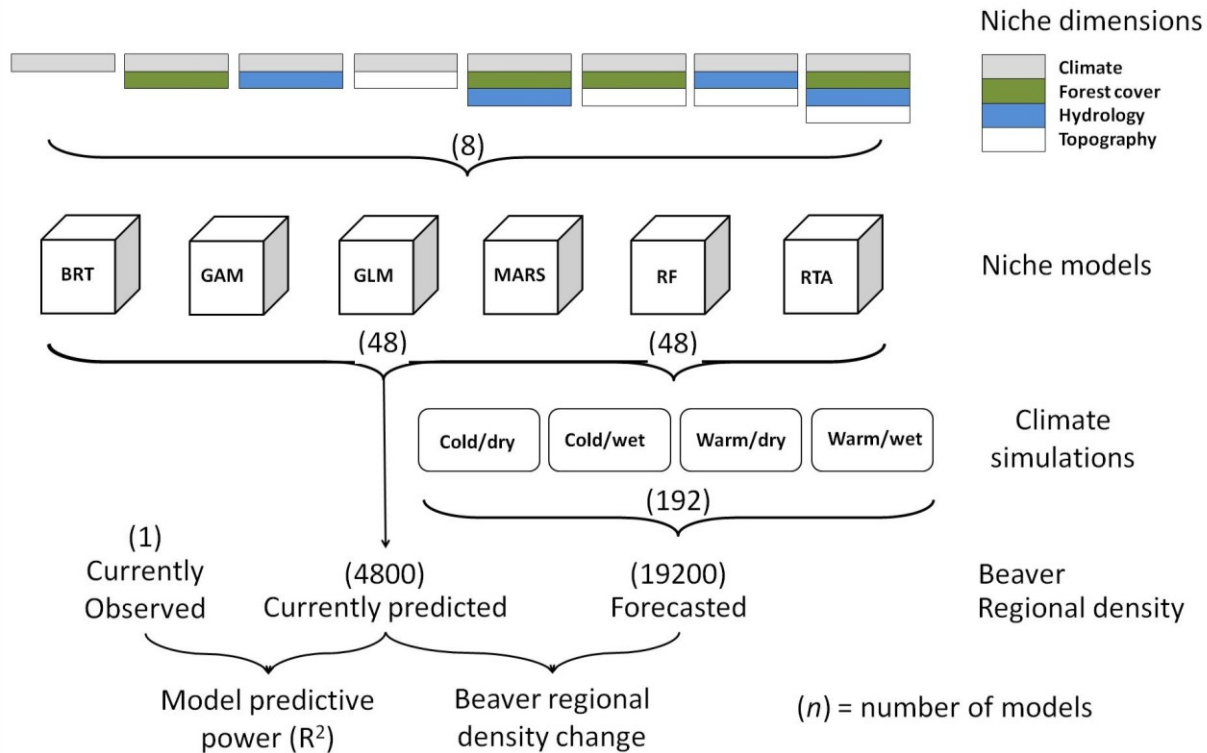 Niche dimensions
Climate
Forest cover
Hydrology
Topography
(8)
BRT
GAM
GLM
MARS
RF
RTA
Niche models
(48)
(48)
Cold/dry
Cold/wet
Warm/dry
Warm/wet
Climate
simulations
(192)
(1)
Currently
Observed
(4800)
Currently predicted
(19200)
Forecasted
Beaver
Regional density
Model predictive
power (R²)
Beaver regional
density change
(n) = number of models